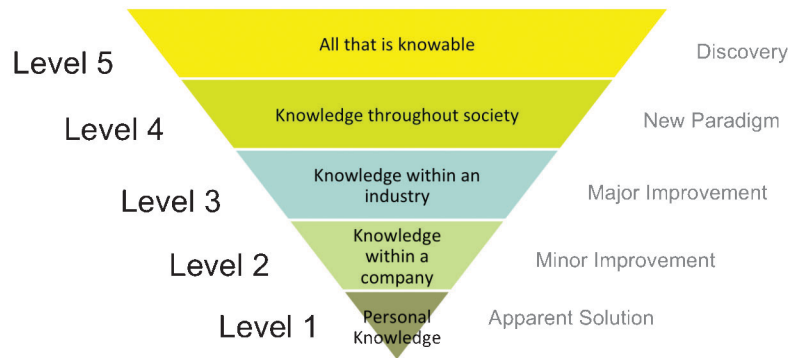 Level 5
All that is knowable
Discovery
Level 4
Knowledge throughout society
New Paradigm
Level 3
Knowledge within an
industry
Major Improvement
Level 2
Knowledge
within a
company
Minor Improvement
Level 1
Personal
Knowledge
Apparent Solution